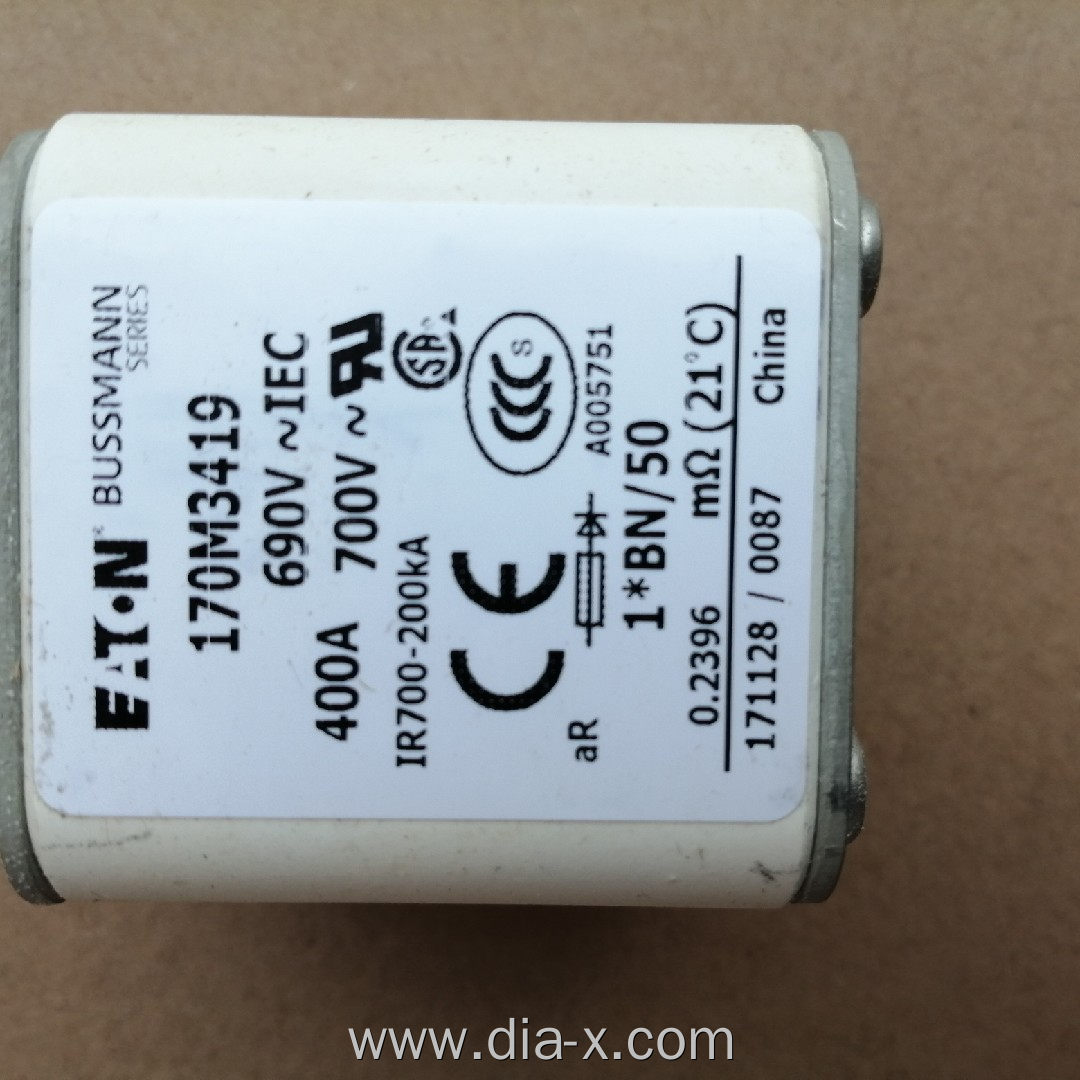 EATON BUSSMANN
SERIES
170M3419
690V~IEC
400A 700V~
IR700-200kA
S
A005751
aR
1*BN/50
0.2396 mΩ(21°C)
171128 / 0087 China
www.dia-x.com